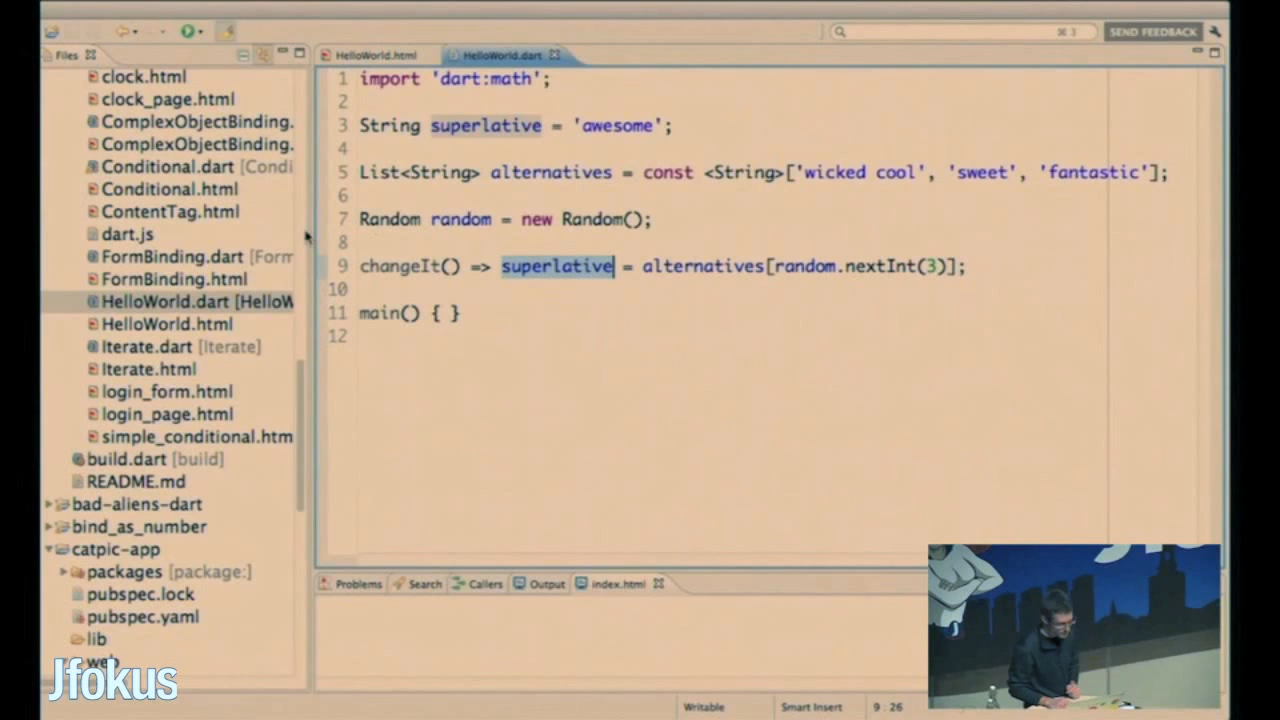 ⌘3
SEND FEEDBACK
Files
HelloWorld.html
HelloWorld.dart
clock.html
clock_page.html
ComplexObjectBinding.
ComplexObjectBinding.
Conditional.dart [Condi
Conditional.html
ContentTag.html
dart.js
FormBinding.dart [Form
FormBinding.html
HelloWorld.dart [HelloW
HelloWorld.html
Iterate.dart [Iterate]
Iterate.html
login_form.html
login_page.html
simple_conditional.htm
build.dart [build]
README.md
bad-aliens-dart
bind_as_number
catpic-app
packages [package:]
pubspec.lock
pubspec.yaml
lib
web
1 import 'dart:math';
2
3 String superlative = 'awesome';
4
5 List<String> alternatives = const <String>['wicked cool', 'sweet', 'fantastic'];
6
7 Random random = new Random();
8
9 changeIt() => superlative = alternatives[random.nextInt(3)];
10
11 main() { }
12
Problems Search Callers Output index.html
Writable Smart Insert 9 : 26
Jfokus